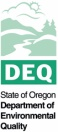 DEQ
State of Oregon
Department of
Environmental
Quality